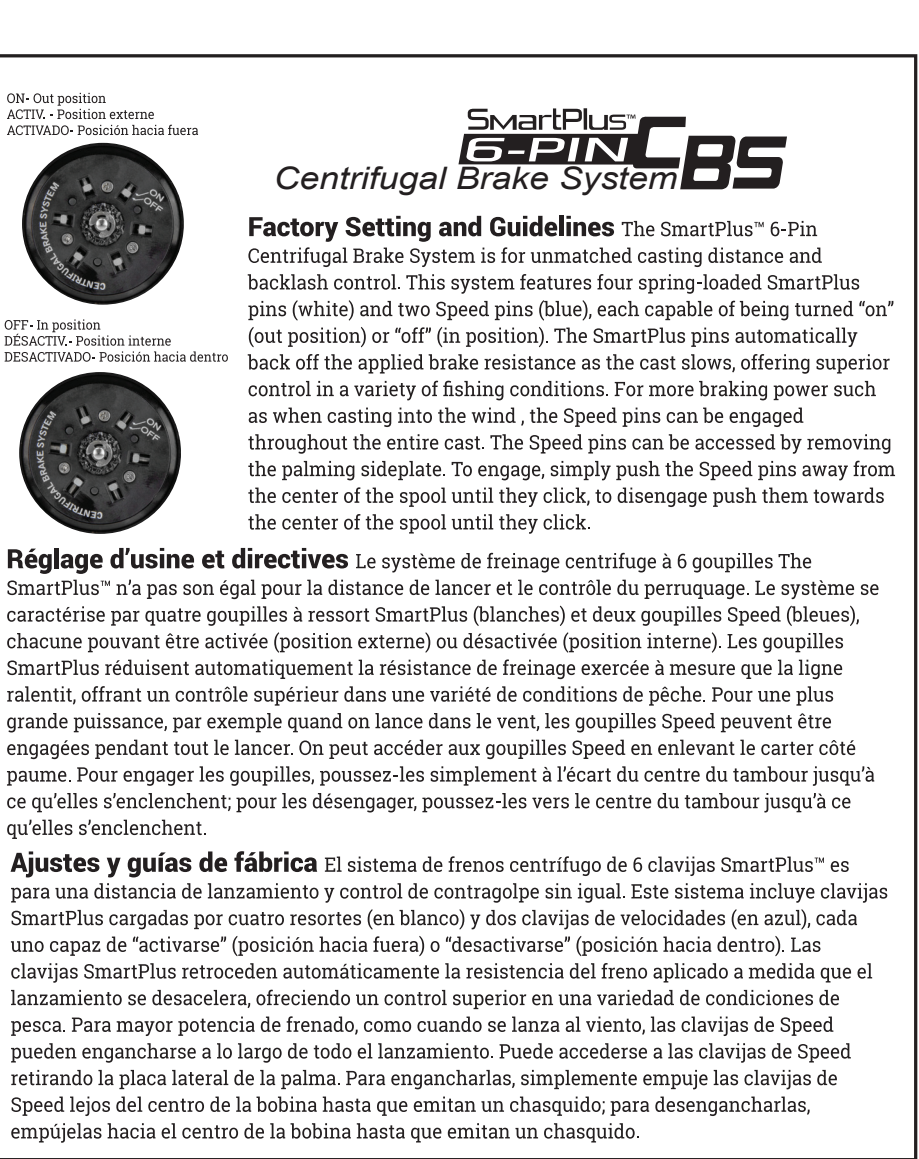 ON- Out position
ACTIV. - Position externe
ACTIVADO- Posición hacia fuera
CENTRIFUGAL BRAKE SYSTEM
ON
OFF
OFF- In position
DÉSACTIV.- Position interne
DESACTIVADO- Posición hacia dentro
CENTRIFUGAL BRAKE SYSTEM
ON
OFF
SmartPlus™
6-PIN CBS
Centrifugal Brake System
Factory Setting and Guidelines The SmartPlus™ 6-Pin
Centrifugal Brake System is for unmatched casting distance and
backlash control. This system features four spring-loaded SmartPlus
pins (white) and two Speed pins (blue), each capable of being turned “on”
(out position) or “off” (in position). The SmartPlus pins automatically
back off the applied brake resistance as the cast slows, offering superior
control in a variety of fishing conditions. For more braking power such
as when casting into the wind , the Speed pins can be engaged
throughout the entire cast. The Speed pins can be accessed by removing
the palming sideplate. To engage, simply push the Speed pins away from
the center of the spool until they click, to disengage push them towards
the center of the spool until they click.
Réglage d’usine et directives Le système de freinage centrifuge à 6 goupilles The
SmartPlus™ n’a pas son égal pour la distance de lancer et le contrôle du perruquage. Le système se
caractérise par quatre goupilles à ressort SmartPlus (blanches) et deux goupilles Speed (bleues),
chacune pouvant être activée (position externe) ou désactivée (position interne). Les goupilles
SmartPlus réduisent automatiquement la résistance de freinage exercée à mesure que la ligne
ralentit, offrant un contrôle supérieur dans une variété de conditions de pêche. Pour une plus
grande puissance, par exemple quand on lance dans le vent, les goupilles Speed peuvent être
engagées pendant tout le lancer. On peut accéder aux goupilles Speed en enlevant le carter côté
paume. Pour engager les goupilles, poussez-les simplement à l’écart du centre du tambour jusqu’à
ce qu’elles s’enclenchent; pour les désengager, poussez-les vers le centre du tambour jusqu’à ce
qu’elles s’enclenchent.
Ajustes y guías de fábrica El sistema de frenos centrífugo de 6 clavijas SmartPlus™ es
para una distancia de lanzamiento y control de contragolpe sin igual. Este sistema incluye clavijas
SmartPlus cargadas por cuatro resortes (en blanco) y dos clavijas de velocidades (en azul), cada
uno capaz de “activarse” (posición hacia fuera) o “desactivarse” (posición hacia dentro). Las
clavijas SmartPlus retroceden automáticamente la resistencia del freno aplicado a medida que el
lanzamiento se desacelera, ofreciendo un control superior en una variedad de condiciones de
pesca. Para mayor potencia de frenado, como cuando se lanza al viento, las clavijas de Speed
pueden engancharse a lo largo de todo el lanzamiento. Puede accederse a las clavijas de Speed
retirando la placa lateral de la palma. Para engancharlas, simplemente empuje las clavijas de
Speed lejos del centro de la bobina hasta que emitan un chasquido; para desengancharlas,
empújelas hacia el centro de la bobina hasta que emitan un chasquido.